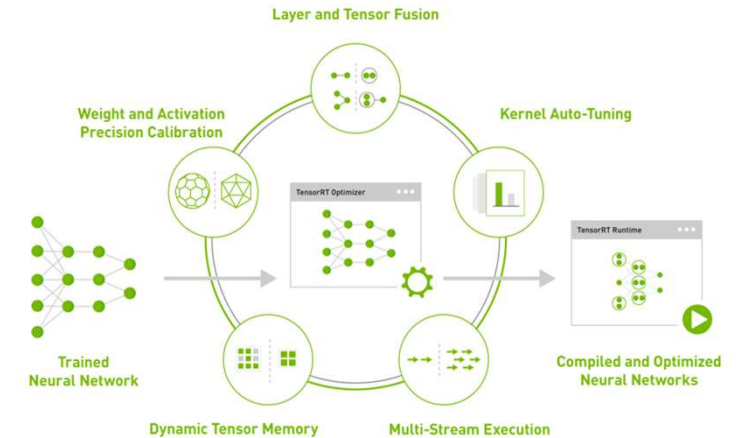 Layer and Tensor Fusion
Weight and Activation
Precision Calibration
Kernel Auto-Tuning
TensorRT Optimizer
TensorRT Runtime
Trained
Neural Network
Compiled and Optimized
Neural Networks
Dynamic Tensor Memory
Multi-Stream Execution